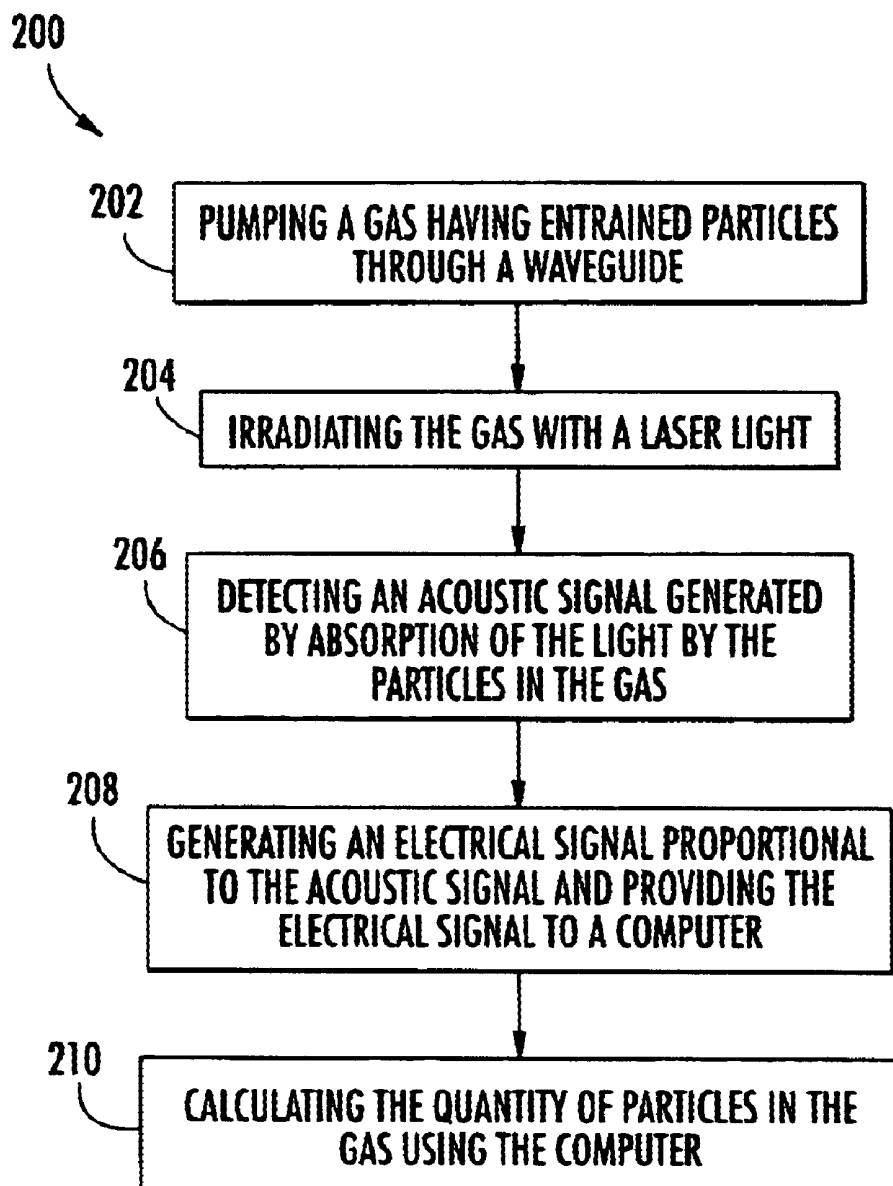 200
202
PUMPING A GAS HAVING ENTRAINED PARTICLES
THROUGH A WAVEGUIDE
204
IRRADIATING THE GAS WITH A LASER LIGHT
206
DETECTING AN ACOUSTIC SIGNAL GENERATED
BY ABSORPTION OF THE LIGHT BY THE
PARTICLES IN THE GAS
208
GENERATING AN ELECTRICAL SIGNAL PROPORTIONAL
TO THE ACOUSTIC SIGNAL AND PROVIDING THE
ELECTRICAL SIGNAL TO A COMPUTER
210
CALCULATING THE QUANTITY OF PARTICLES IN THE
GAS USING THE COMPUTER